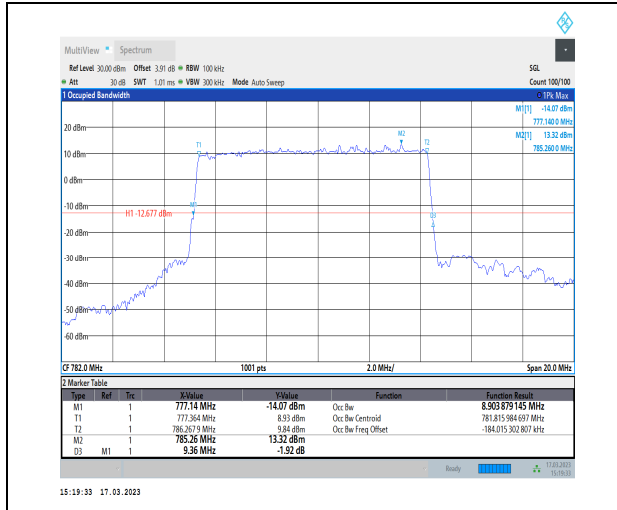 MultiView Spectrum
Ref Level 30.00 dBm Offset 3.91 dB RBW 100 kHz SGL
Att 30 dB SWT 1.01 ms VBW 300 kHz Mode Auto Sweep Count 100/100
1 Occupied Bandwidth 1Pk Max
M1[1] -14.07 dBm
777.140 0 MHz
M2[1] 13.32 dBm
785.260 0 MHz
20 dBm
M2
T1 T2
10 dBm
0 dBm
-10 dBm
M1
H1 -12.677 dBm
D3
-20 dBm
-30 dBm
-40 dBm
-50 dBm
-60 dBm
CF 782.0 MHz 1001 pts 2.0 MHz/ Span 20.0 MHz
2 Marker Table
Type Ref Trc X-Value Y-Value Function Function Result
M1 1 777.14 MHz -14.07 dBm Occ Bw 8.903 879 145 MHz
T1 1 777.364 MHz 8.93 dBm Occ Bw Centroid 781.815 984 697 MHz
T2 1 786.267 9 MHz 9.84 dBm Occ Bw Freq Offset -184.015 302 807 kHz
M2 1 785.26 MHz 13.32 dBm
D3 M1 1 9.36 MHz -1.92 dB
Ready 17.03.2023
15:19:33
15:19:33 17.03.2023